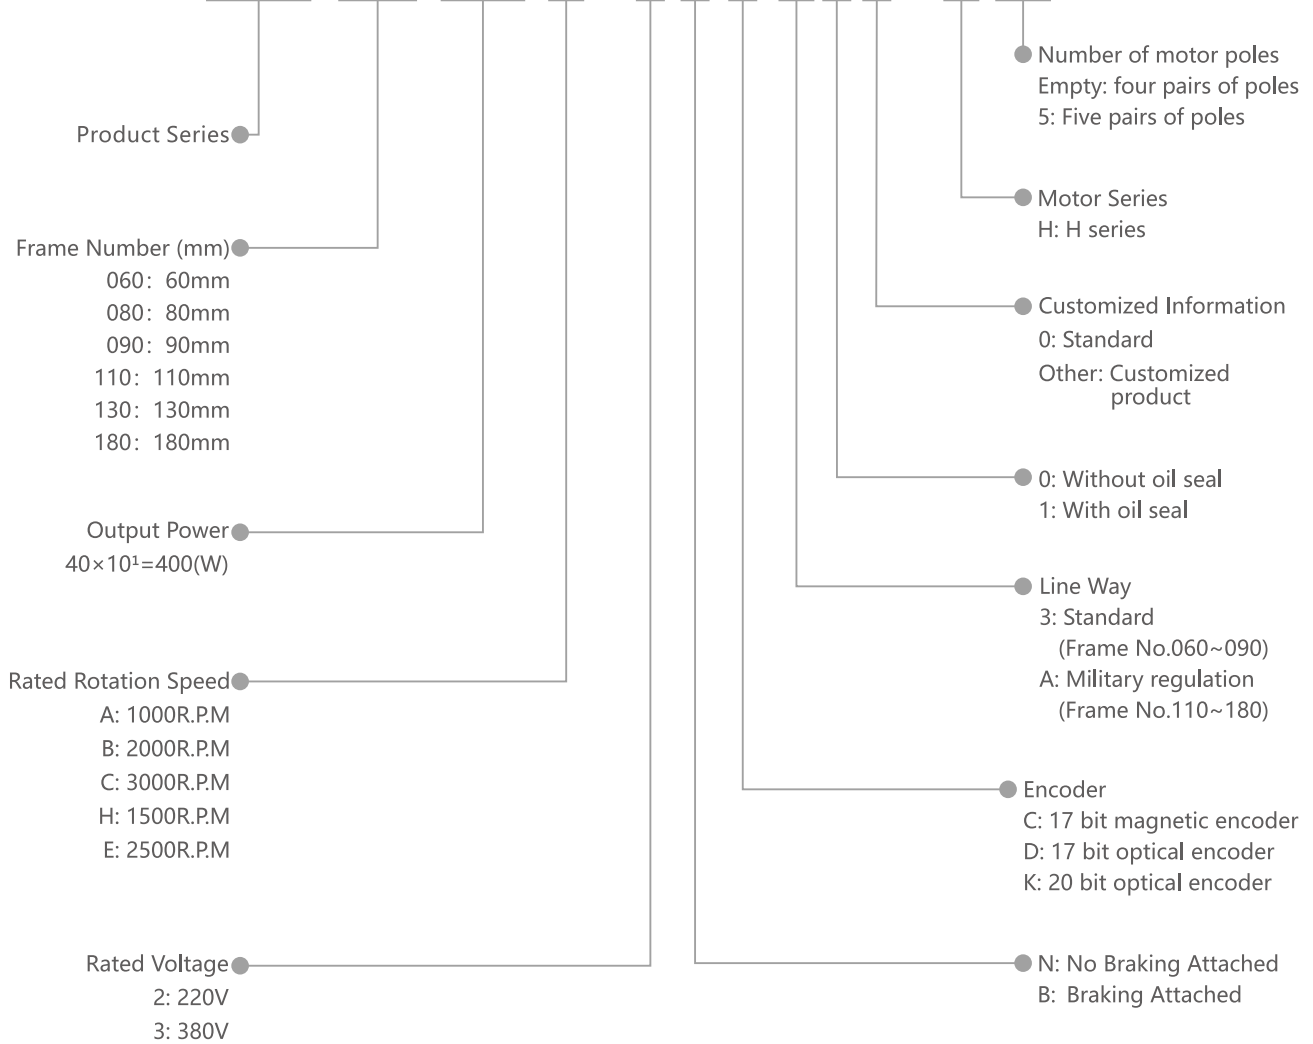 Product Series
Frame Number (mm)
060: 60mm
080: 80mm
090: 90mm
110: 110mm
130: 130mm
180: 180mm
Output Power
40×10¹=400(W)
Rated Rotation Speed
A: 1000R.P.M
B: 2000R.P.M
C: 3000R.P.M
H: 1500R.P.M
E: 2500R.P.M
Rated Voltage
2: 220V
3: 380V
Number of motor poles
Empty: four pairs of poles
5: Five pairs of poles
Motor Series
H: H series
Customized Information
0: Standard
Other: Customized
product
0: Without oil seal
1: With oil seal
Line Way
3: Standard
(Frame No.060~090)
A: Military regulation
(Frame No.110~180)
Encoder
C: 17 bit magnetic encoder
D: 17 bit optical encoder
K: 20 bit optical encoder
N: No Braking Attached
B: Braking Attached